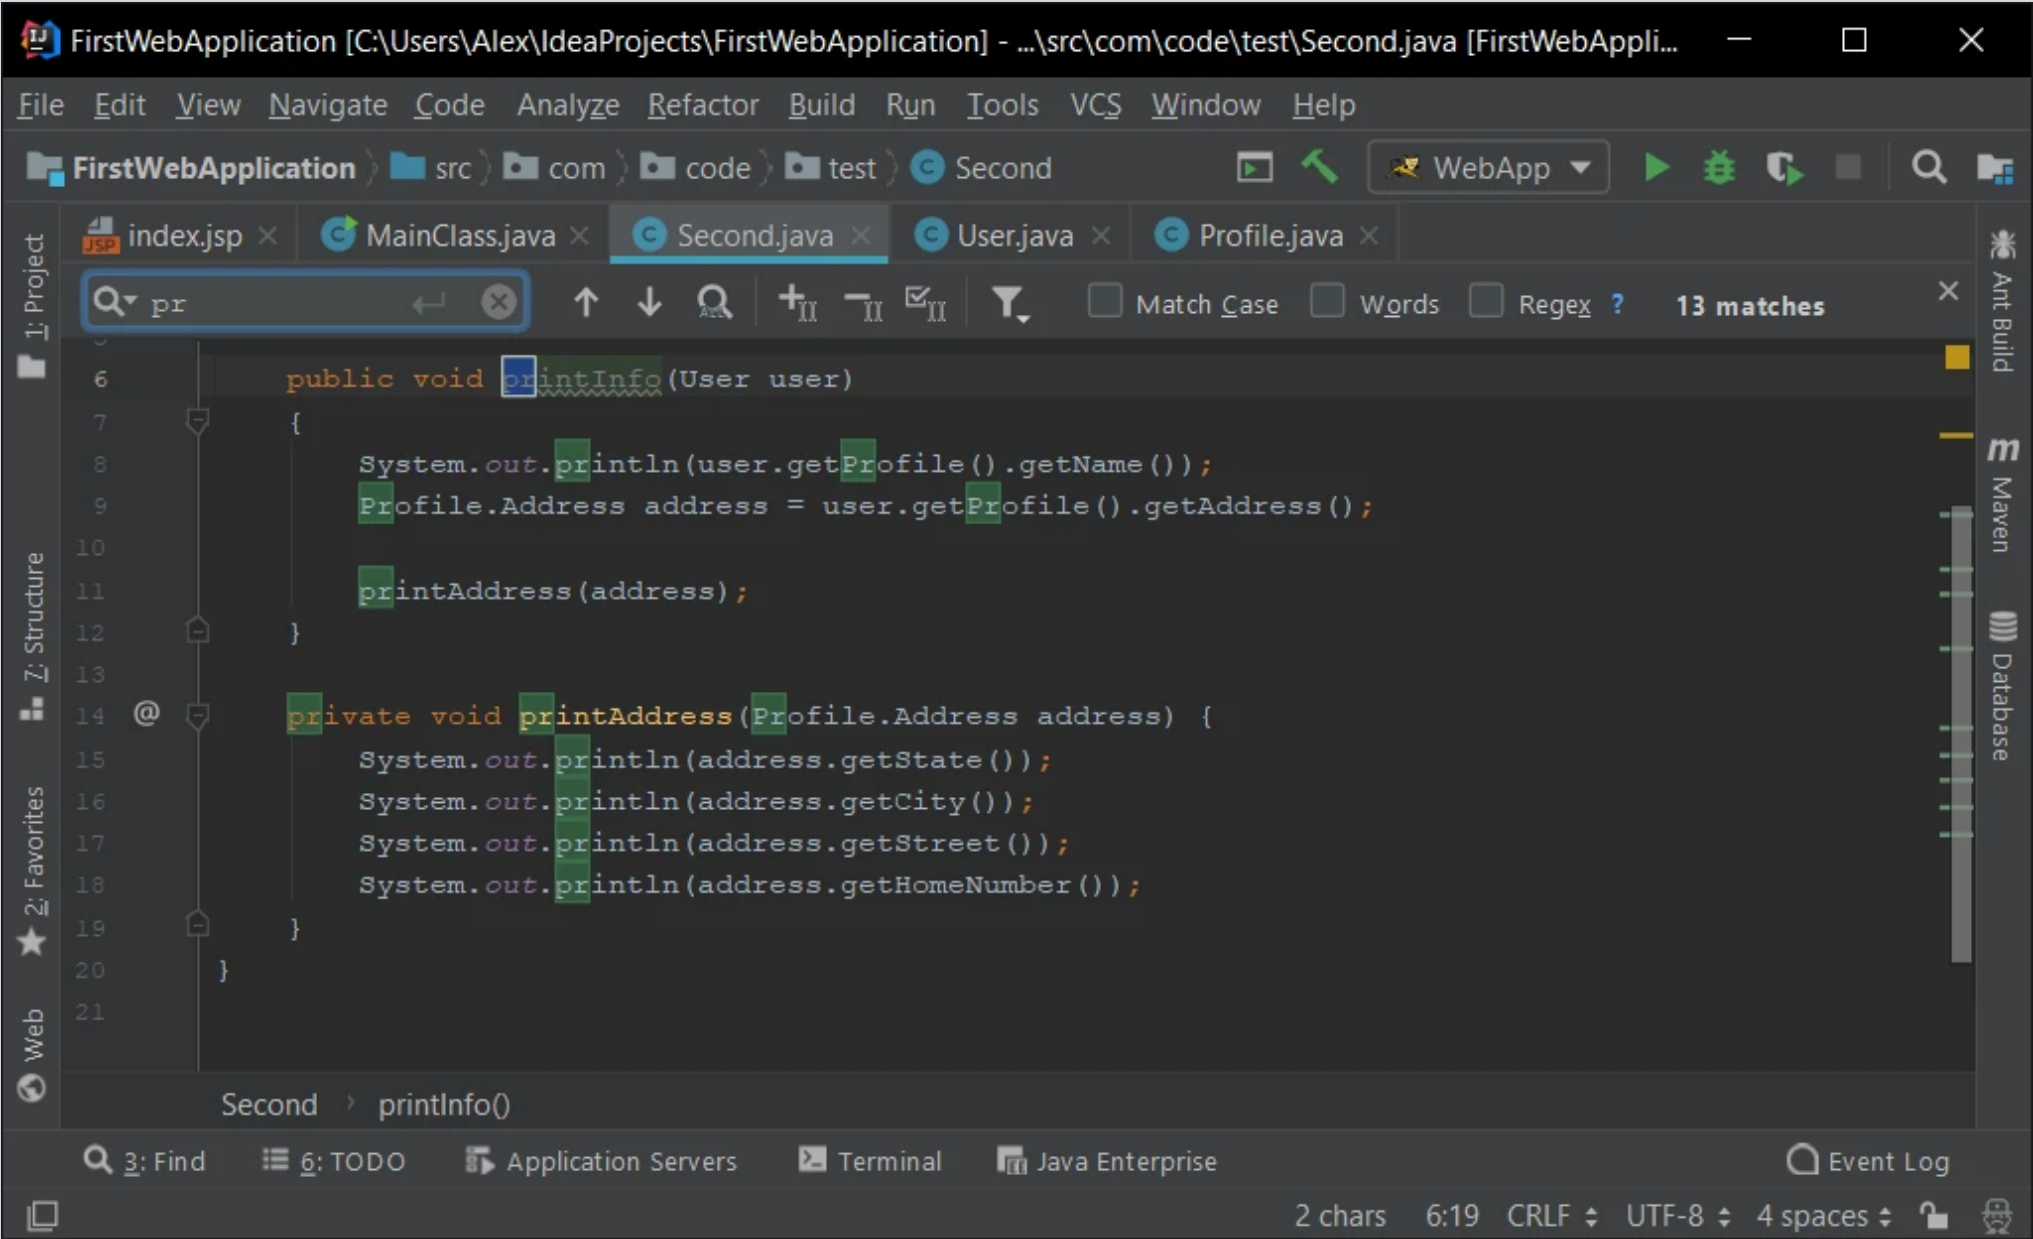 FirstWebApplication [C:\Users\Alex\IdeaProjects\FirstWebApplication] - ...\src\com\code\test\Second.java [FirstWebAppli...
File Edit View Navigate Code Analyze Refactor Build Run Tools VCS Window Help
FirstWebApplication src com code test Second WebApp
index.jsp MainClass.java Second.java User.java Profile.java
pr Match Case Words Regex ? 13 matches
6 public void printInfo(User user)
7 {
8 System.out.println(user.getProfile().getName());
9 Profile.Address address = user.getProfile().getAddress();
10
11 printAddress(address);
12 }
13
14 @ private void printAddress(Profile.Address address) {
15 System.out.println(address.getState());
16 System.out.println(address.getCity());
17 System.out.println(address.getStreet());
18 System.out.println(address.getHomeNumber());
19 }
20 }
21
1: Project
7: Structure
2: Favorites
Web
Ant Build
m Maven
Database
Second › printInfo()
3: Find 6: TODO Application Servers Terminal Java Enterprise Event Log
2 chars 6:19 CRLF UTF-8 4 spaces